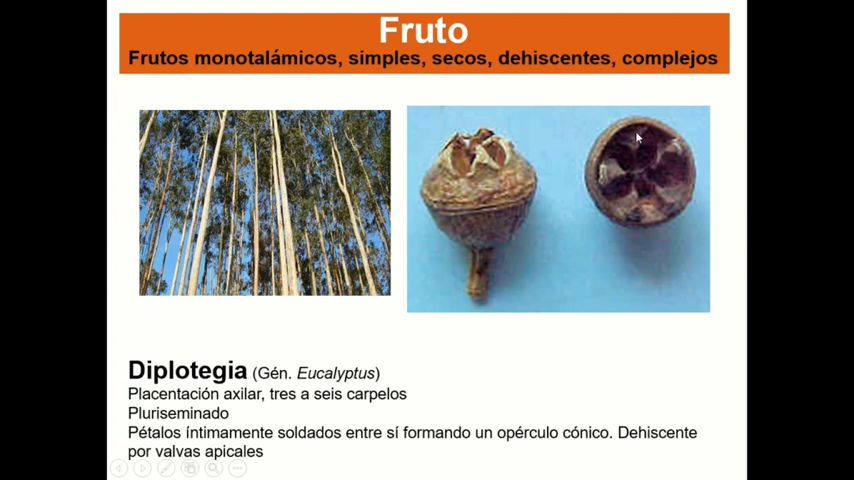 Fruto
Frutos monotalámicos, simples, secos, dehiscentes, complejos
Diplotegia (Gén. Eucalyptus)
Placentación axilar, tres a seis carpelos
Pluriseminado
Pétalos íntimamente soldados entre sí formando un opérculo cónico. Dehiscente
por valvas apicales